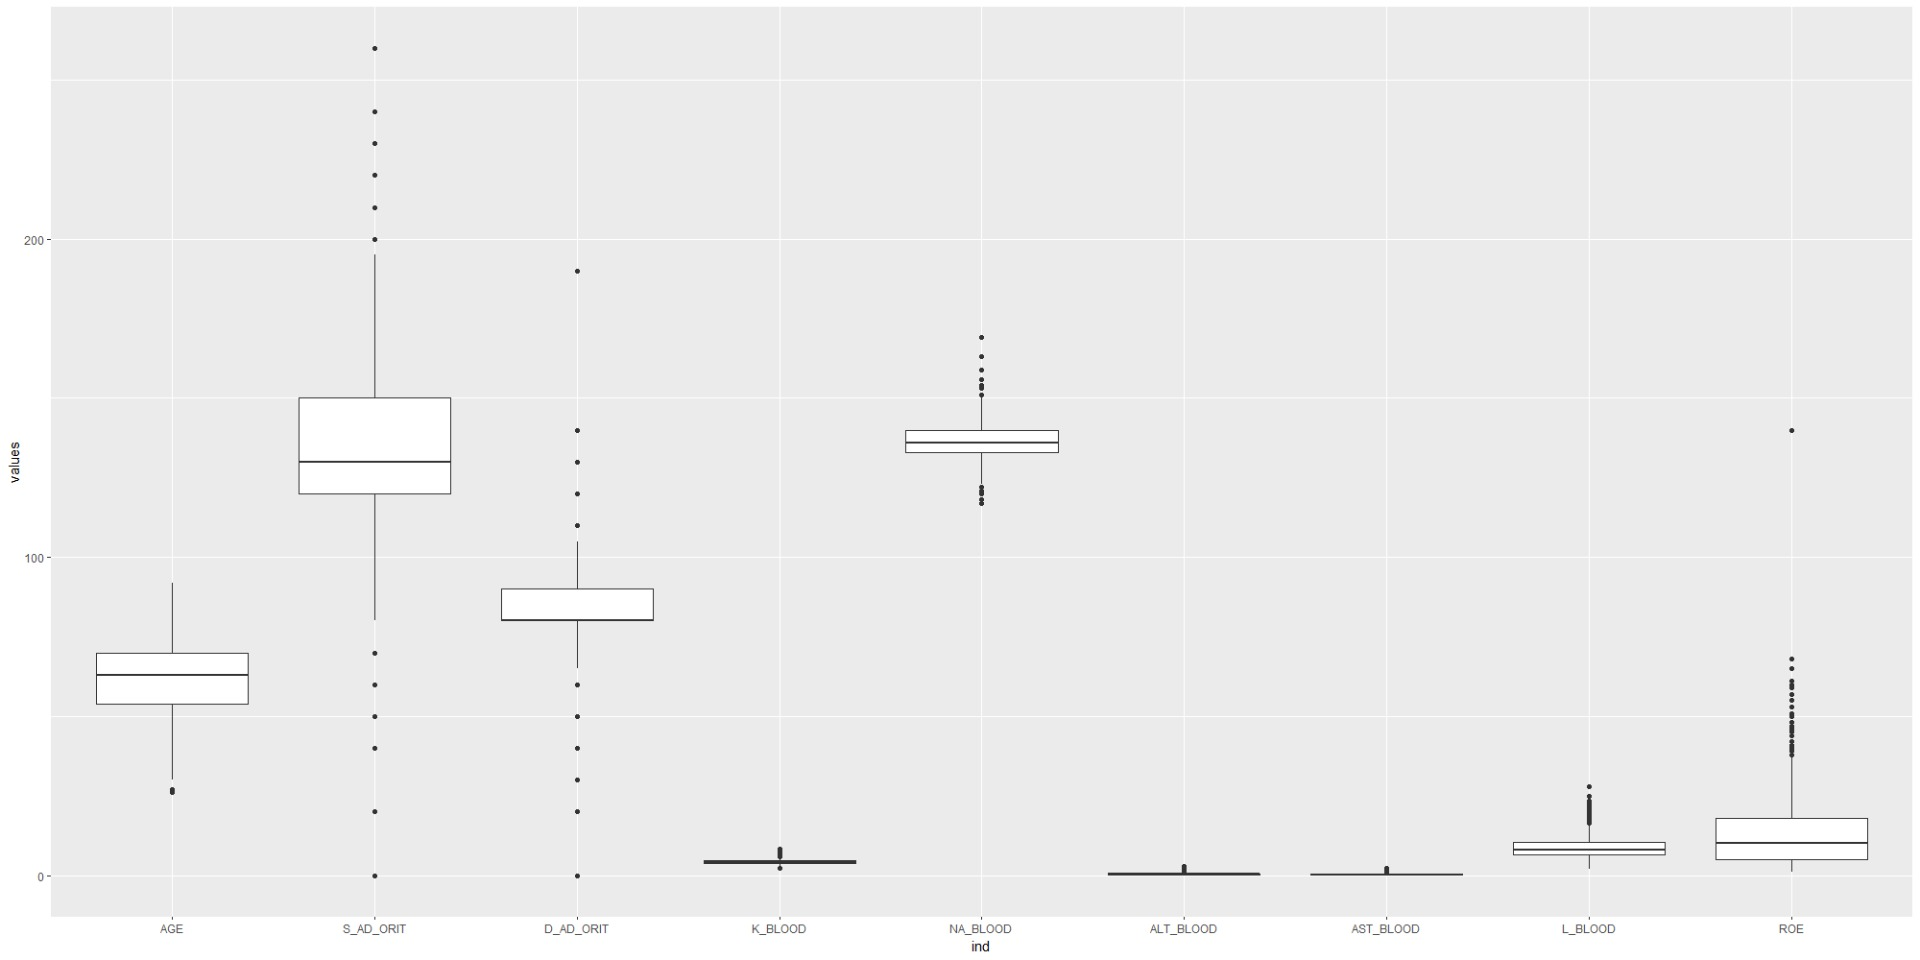 values
200
100
0
AGE S_AD_ORIT D_AD_ORIT K_BLOOD NA_BLOOD ALT_BLOOD AST_BLOOD L_BLOOD ROE
ind